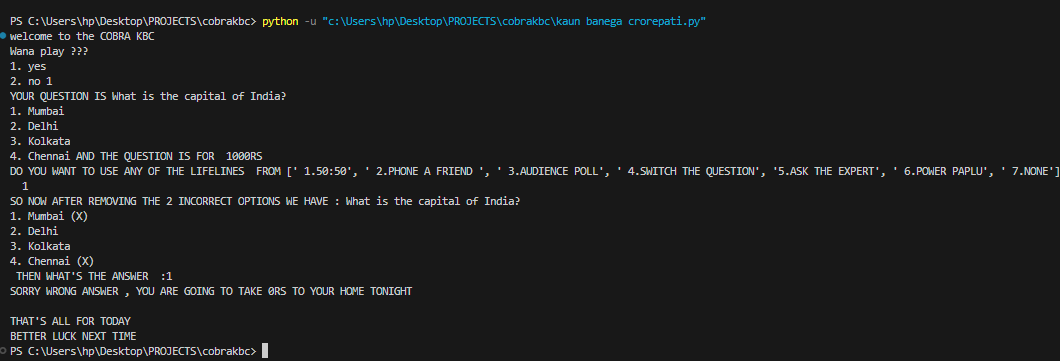 PS C:\Users\hp\Desktop\PROJECTS\cobrakbc> python -u "c:\Users\hp\Desktop\PROJECTS\cobrakbc\kaun banega crorepati.py"
welcome to the COBRA KBC
Wana play ???
1. yes
2. no 1
YOUR QUESTION IS What is the capital of India?
1. Mumbai
2. Delhi
3. Kolkata
4. Chennai AND THE QUESTION IS FOR  1000RS
DO YOU WANT TO USE ANY OF THE LIFELINES  FROM [' 1.50:50', ' 2.PHONE A FRIEND ', ' 3.AUDIENCE POLL', ' 4.SWITCH THE QUESTION', '5.ASK THE EXPERT', ' 6.POWER PAPLU', ' 7.NONE']
1
SO NOW AFTER REMOVING THE 2 INCORRECT OPTIONS WE HAVE : What is the capital of India?
1. Mumbai (X)
2. Delhi
3. Kolkata
4. Chennai (X)
THEN WHAT'S THE ANSWER  :1
SORRY WRONG ANSWER , YOU ARE GOING TO TAKE 0RS TO YOUR HOME TONIGHT
THAT'S ALL FOR TODAY
BETTER LUCK NEXT TIME
PS C:\Users\hp\Desktop\PROJECTS\cobrakbc>